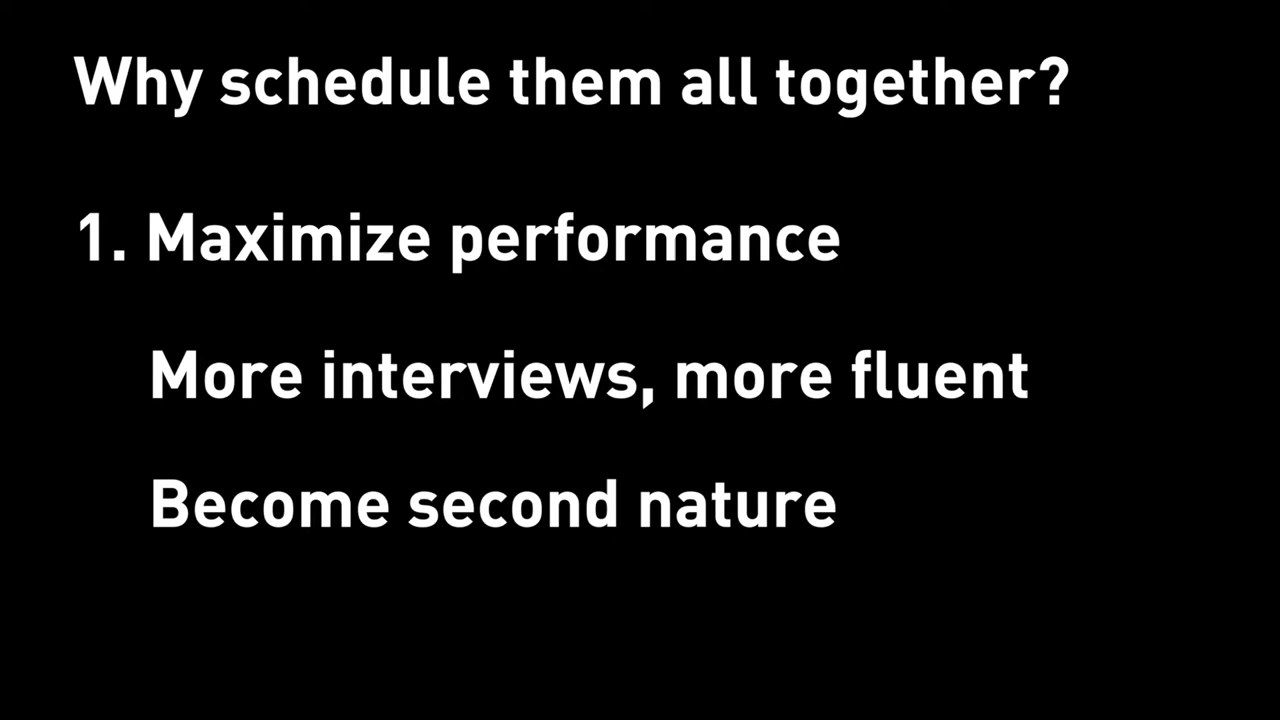 Why schedule them all together?
1. Maximize performance
More interviews, more fluent
Become second nature